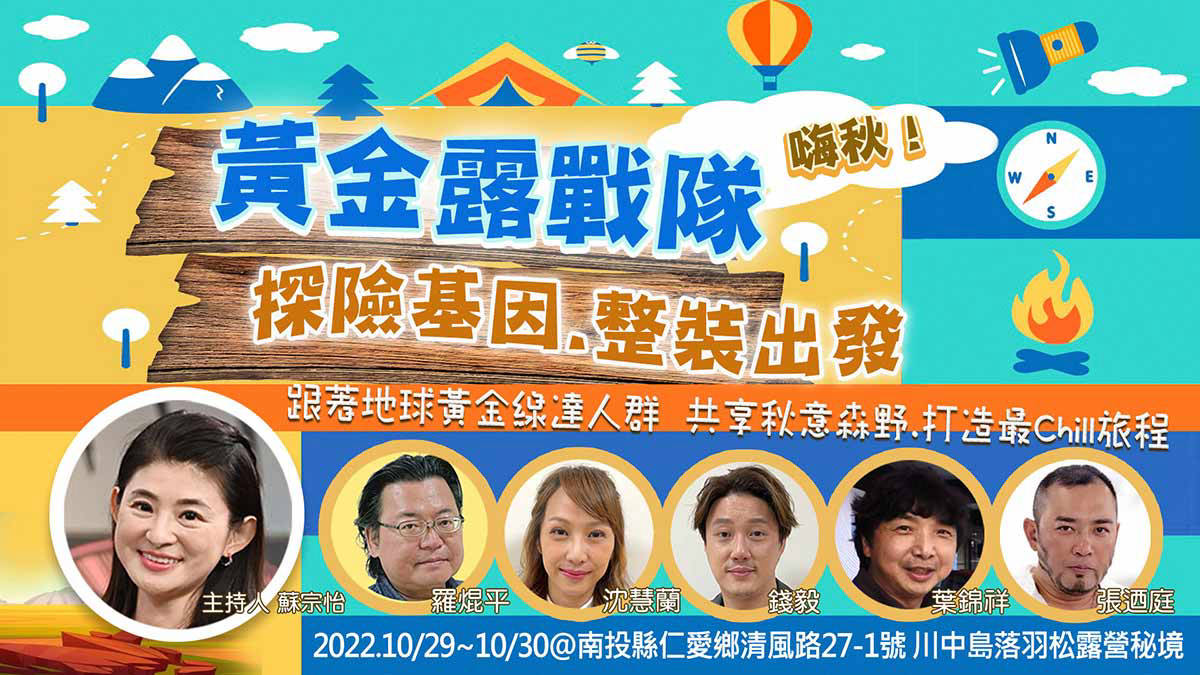 嗨秋!
黃金露戰隊
N
W E
S
探險基因.整裝出發
跟著地球黃金線達人群 共享秋意森野.打造最Chill旅程
主持人 蘇宗怡
羅焜平
沈慧蘭
錢毅
葉錦祥
張迺庭
2022.10/29~10/30@南投縣仁愛鄉清風路27-1號 川中島落羽松露營秘境